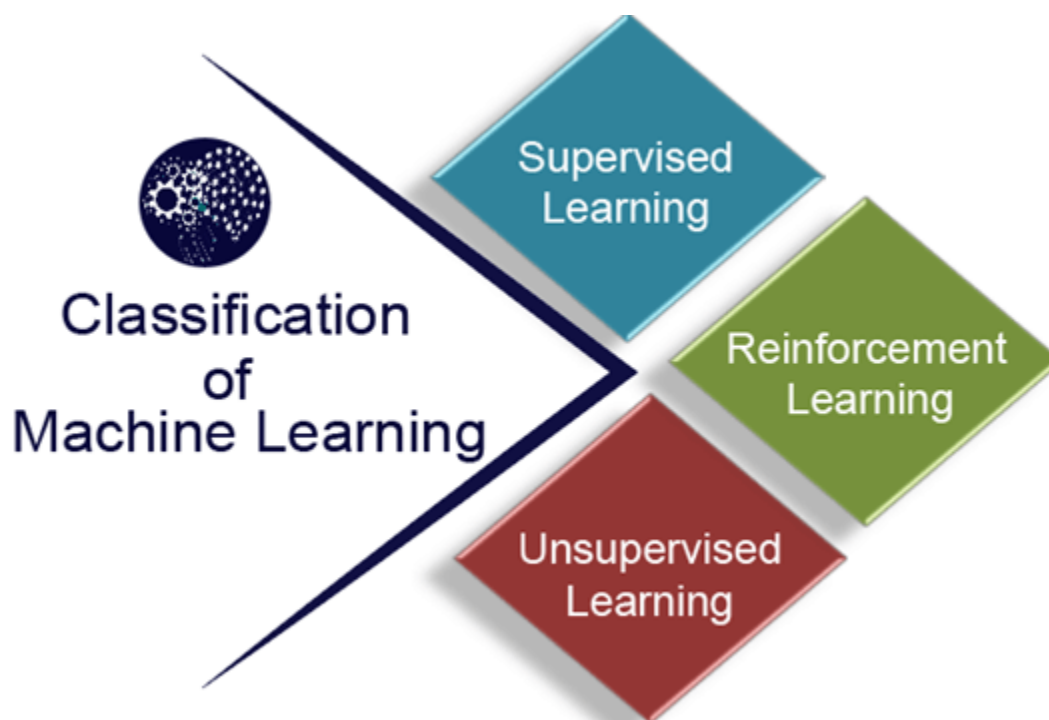 Classification
of
Machine Learning
Supervised
Learning
Reinforcement
Learning
Unsupervised
Learning